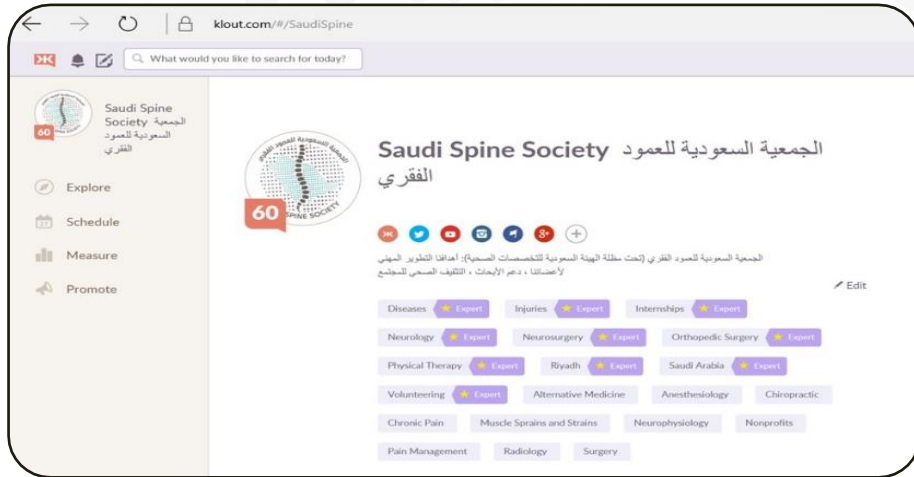 klout.com/#/SaudiSpine
What would you like to search for today?
60
Saudi Spine
Society الجمعية
السعودية للعمود
الفقري
Explore
Schedule
Measure
Promote
60
SPINE SOCIETY
Saudi Spine Society الجمعية السعودية للعمود
الفقري
الجمعية السعودية للعمود الفقري (تحت مظلة الهيئة السعودية للتخصصات الصحية): أهدافنا التطوير المهني
لأعضائنا ، دعم الأبحاث ، التثقيف الصحي للمجتمع
Edit
Diseases Expert Injuries Expert Internships Expert
Neurology Expert Neurosurgery Expert Orthopedic Surgery Expert
Physical Therapy Expert Riyadh Expert Saudi Arabia Expert
Volunteering Expert Alternative Medicine Anesthesiology Chiropractic
Chronic Pain Muscle Sprains and Strains Neurophysiology Nonprofits
Pain Management Radiology Surgery